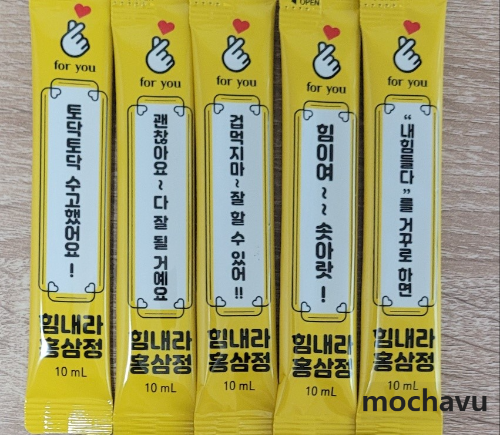 OPEN
for you
토닥토닥 수고했어요!
힘내라
홍삼정
10 mL
for you
괜찮아요~ 다 잘 될 거예요
힘내라
홍삼정
10 mL
for you
겁먹지마~ 잘 할 수 있어!!
힘내라
홍삼정
10 mL
for you
힘이여~~ 솟아랏!
힘내라
홍삼정
10 mL
for you
"내힘들다"를 거꾸로 하면
힘내라
홍삼정
10 mL
mochavu